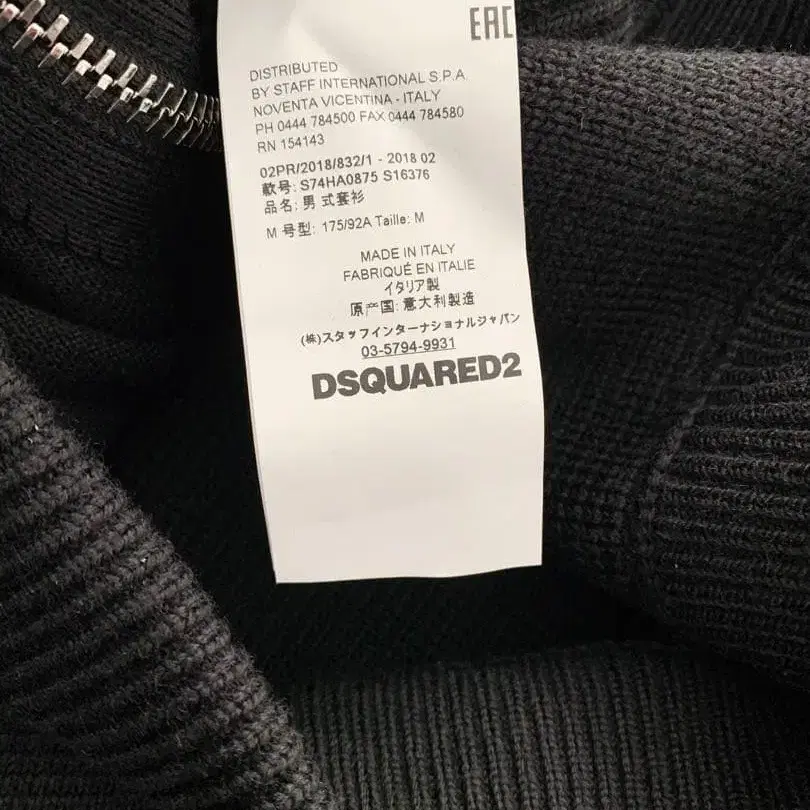 EAC
DISTRIBUTED
BY STAFF INTERNATIONAL S.P.A
NOVENTA VICENTINA - ITALY
PH 0444 784500 FAX 0444 784580
RN 154143
02PR/2018/832/1 - 2018 02
款号: S74HA0875 S16376
品名: 男 式套衫
M 号型: 175/92A Taille: M
MADE IN ITALY
FABRIQUÉ EN ITALIE
イタリア製
原产国: 意大利製造
(株)スタッフインターナショナルジャパン
03-5794-9931
DSQUARED2